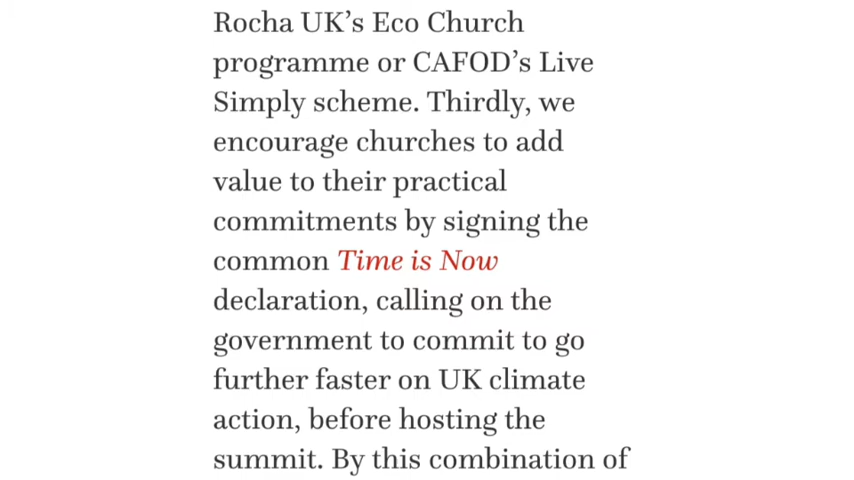 Rocha UK’s Eco Church
programme or CAFOD’s Live
Simply scheme. Thirdly, we
encourage churches to add
value to their practical
commitments by signing the
common Time is Now
declaration, calling on the
government to commit to go
further faster on UK climate
action, before hosting the
summit. By this combination of